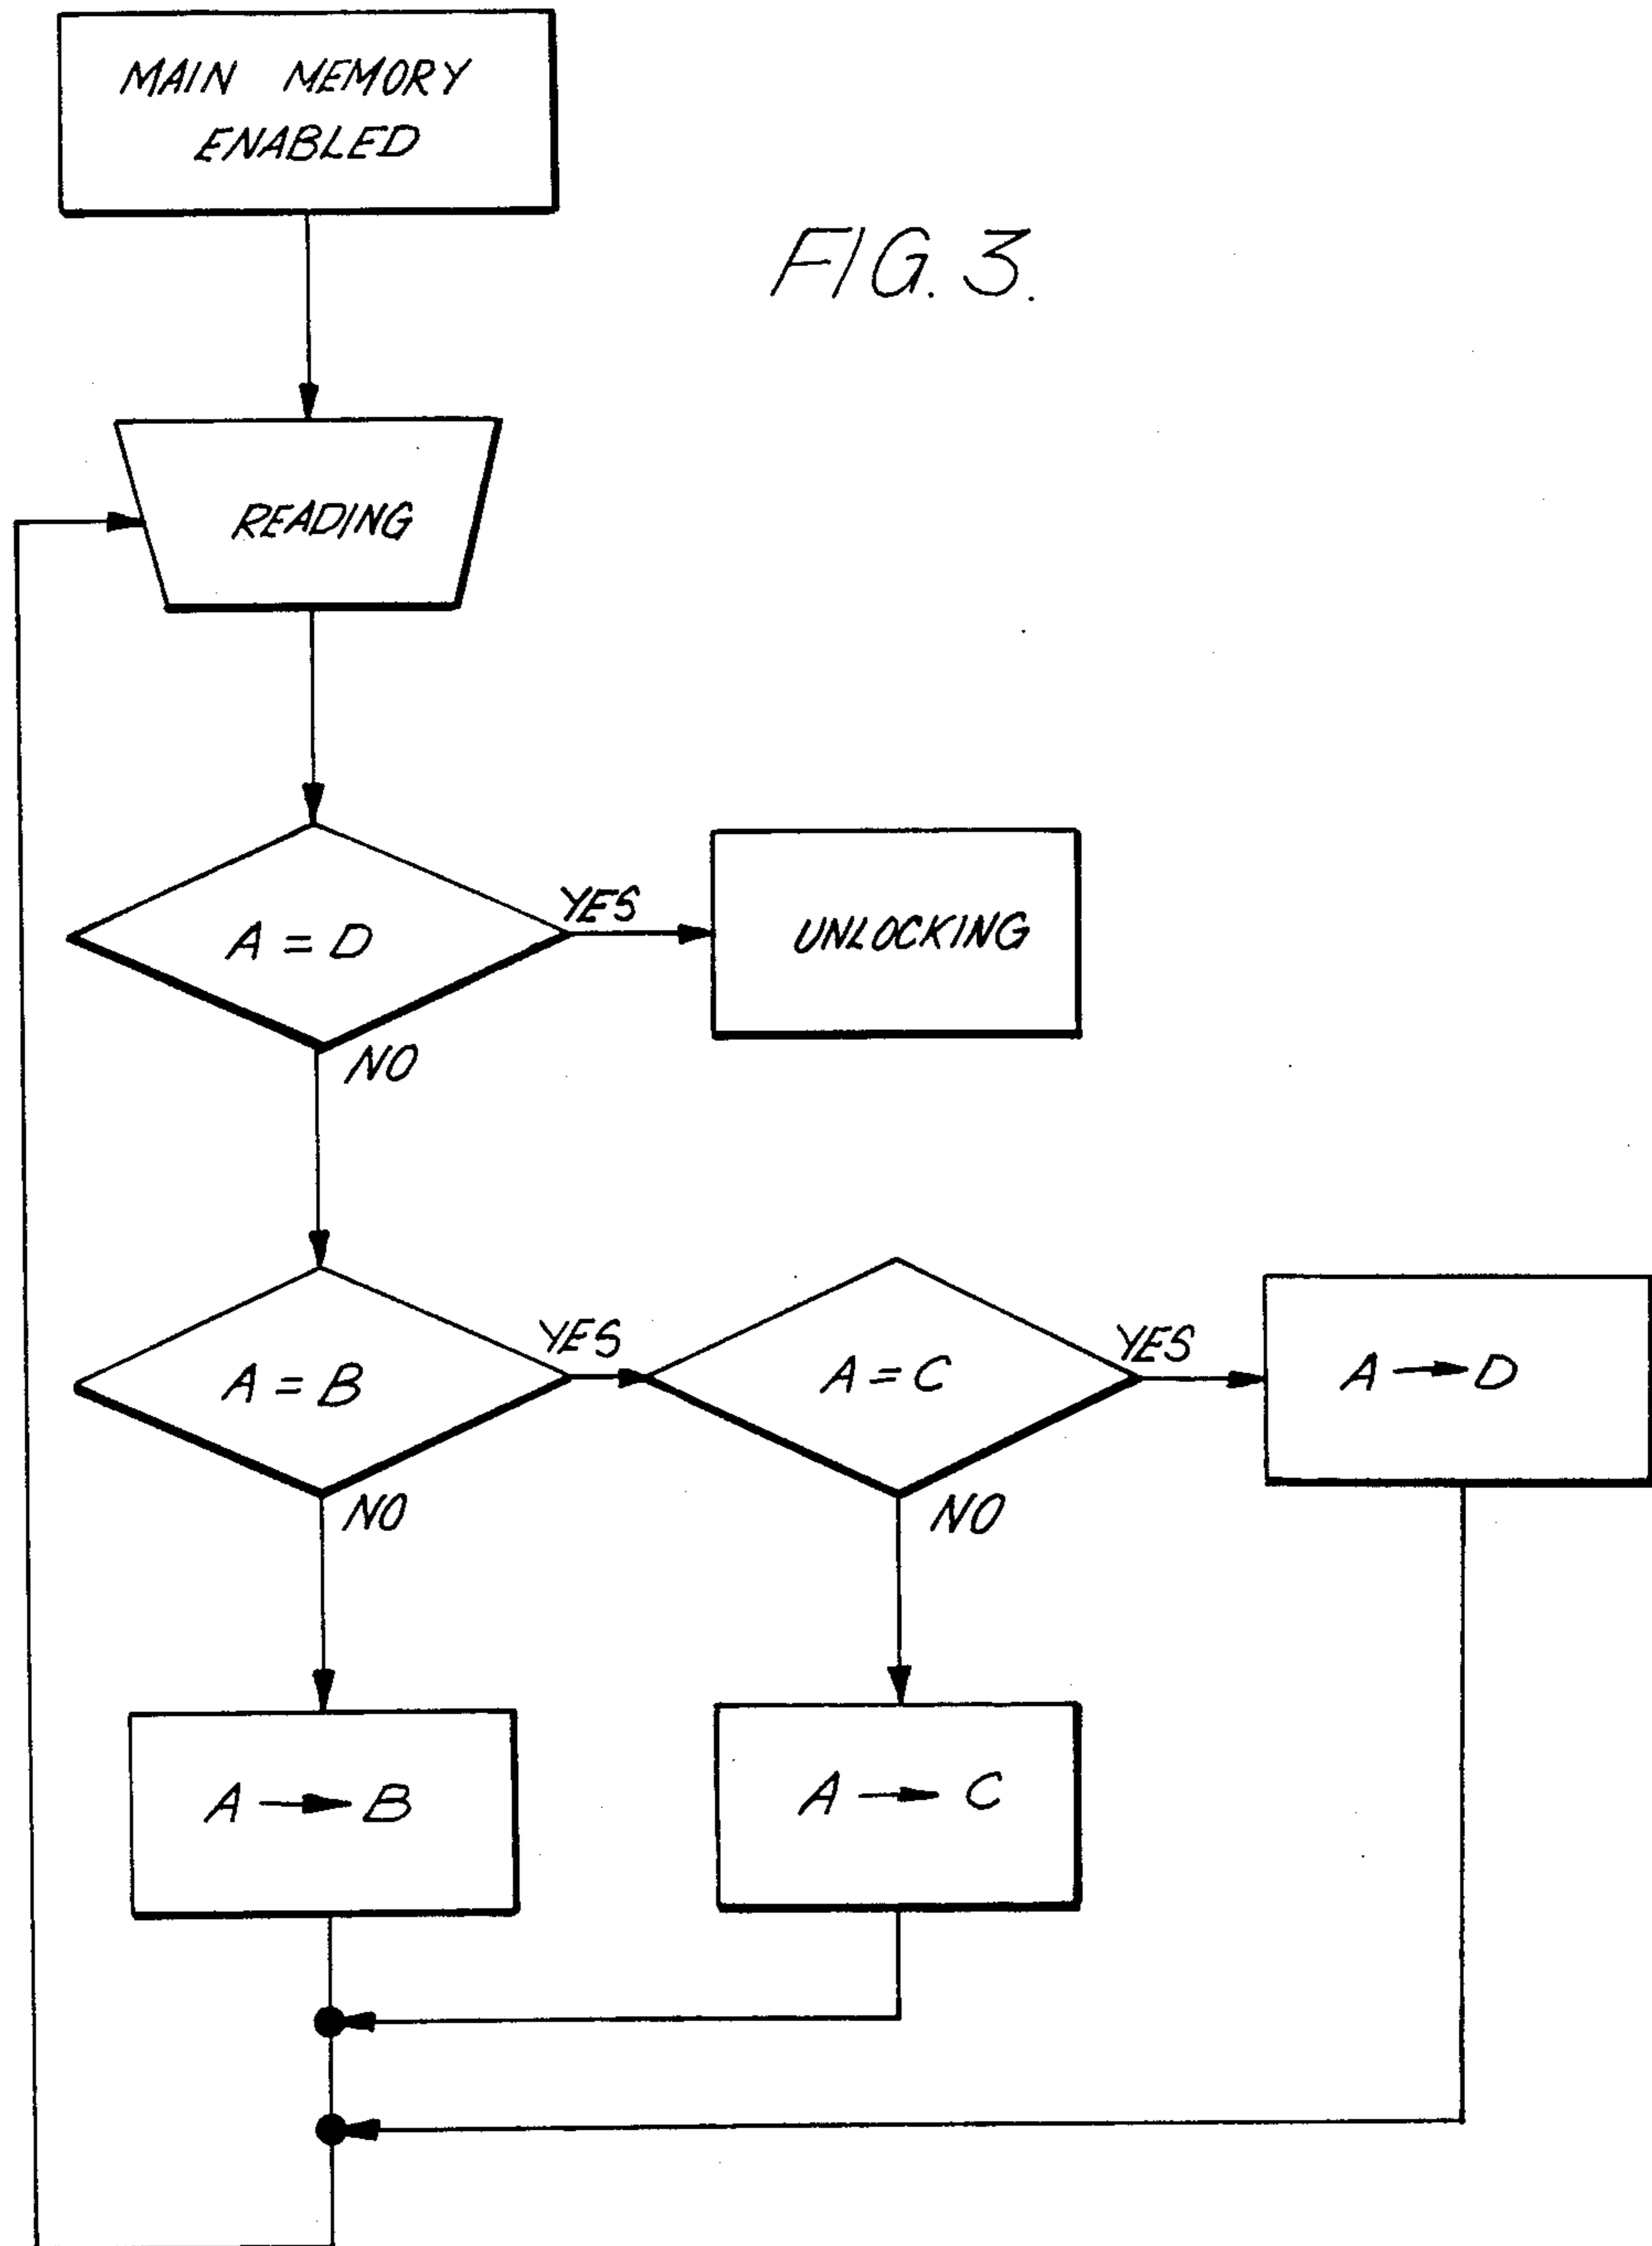 MAIN MEMORY
ENABLED
FIG. 3.
READING
A = D
YES
UNLOCKING
NO
A = B
YES
A = C
YES
A → D
NO
NO
A → B
A → C